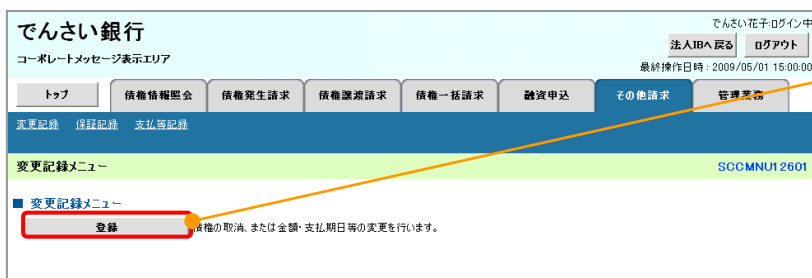 でんさい銀行
でんさい花子:ログイン中
コーポレートメッセージ表示エリア
法人IBへ戻る ログアウト
最終操作日時:2009/05/01 15:00:00
トップ 債権情報照会 債権発生請求 債権譲渡請求 債権一括請求 融資申込 その他請求 管理業務
変更記録 保証記録 支払等記録
変更記録メニュー SCCMNU12601
■ 変更記録メニュー
登録 債権の取消、または金額・支払期日等の変更を行います。